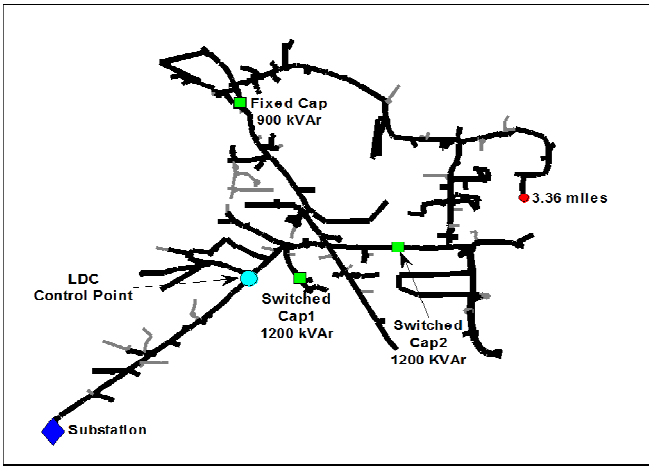 Fixed Cap
900 kVAr
3.36 miles
LDC
Control Point
Switched
Cap1
1200 kVAr
Switched
Cap2
1200 KVAr
Substation